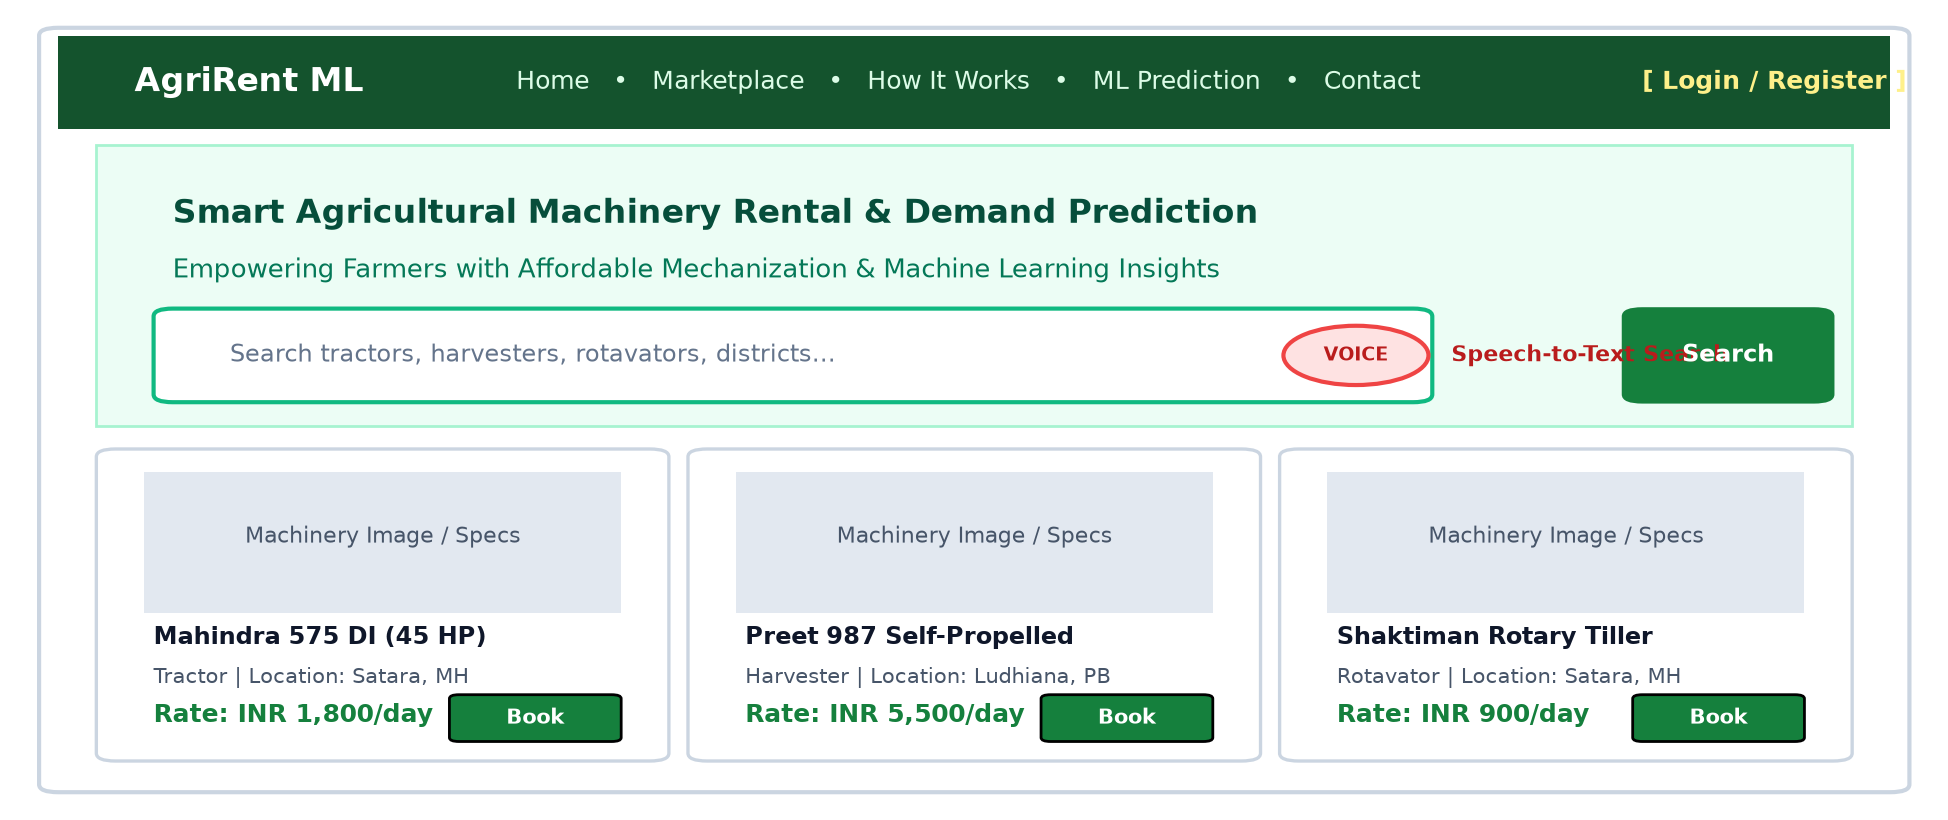 AgriRent ML
Home • Marketplace • How It Works • ML Prediction • Contact
[ Login / Register ]
Smart Agricultural Machinery Rental & Demand Prediction
Empowering Farmers with Affordable Mechanization & Machine Learning Insights
Search tractors, harvesters, rotavators, districts...
VOICE
Speech-to-Text
Search
Machinery Image / Specs
Mahindra 575 DI (45 HP)
Tractor | Location: Satara, MH
Rate: INR 1,800/day
Book
Machinery Image / Specs
Preet 987 Self-Propelled
Harvester | Location: Ludhiana, PB
Rate: INR 5,500/day
Book
Machinery Image / Specs
Shaktiman Rotary Tiller
Rotavator | Location: Satara, MH
Rate: INR 900/day
Book